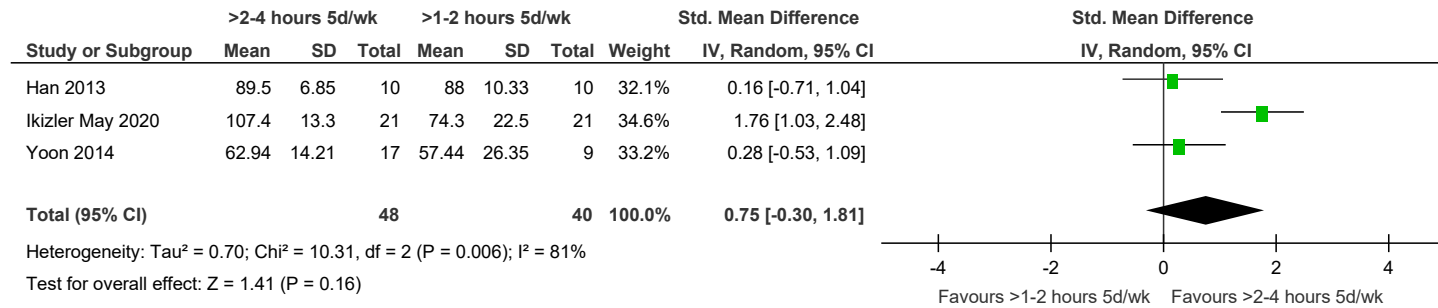 >2-4 hours 5d/wk >1-2 hours 5d/wk Std. Mean Difference Std. Mean Difference
Study or Subgroup Mean SD Total Mean SD Total Weight IV, Random, 95% CI IV, Random, 95% CI
Han 2013 89.5 6.85 10 88 10.33 10 32.1% 0.16 [-0.71, 1.04]
Ikizler May 2020 107.4 13.3 21 74.3 22.5 21 34.6% 1.76 [1.03, 2.48]
Yoon 2014 62.94 14.21 17 57.44 26.35 9 33.2% 0.28 [-0.53, 1.09]
Total (95% CI) 48 40 100.0% 0.75 [-0.30, 1.81]
Heterogeneity: Tau² = 0.70; Chi² = 10.31, df = 2 (P = 0.006); I² = 81%
Test for overall effect: Z = 1.41 (P = 0.16)
-4 -2 0 2 4
Favours >1-2 hours 5d/wk Favours >2-4 hours 5d/wk